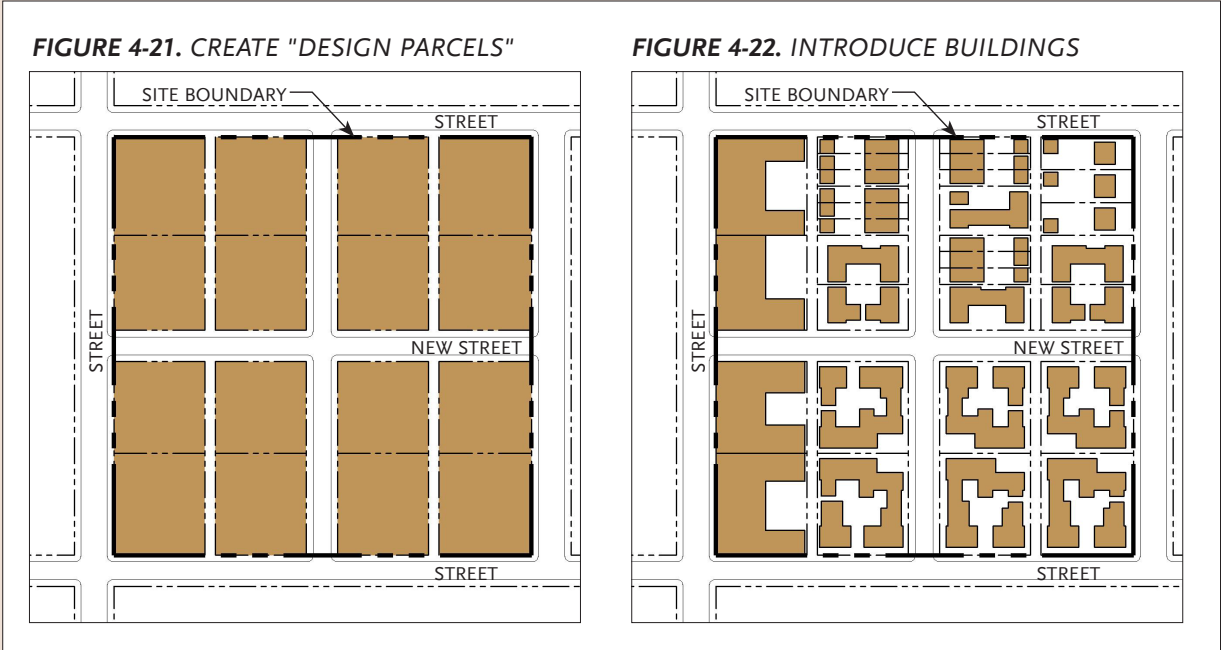 FIGURE 4-21. CREATE "DESIGN PARCELS"
SITE BOUNDARY
STREET
STREET
NEW STREET
STREET
FIGURE 4-22. INTRODUCE BUILDINGS
SITE BOUNDARY
STREET
STREET
NEW STREET
STREET